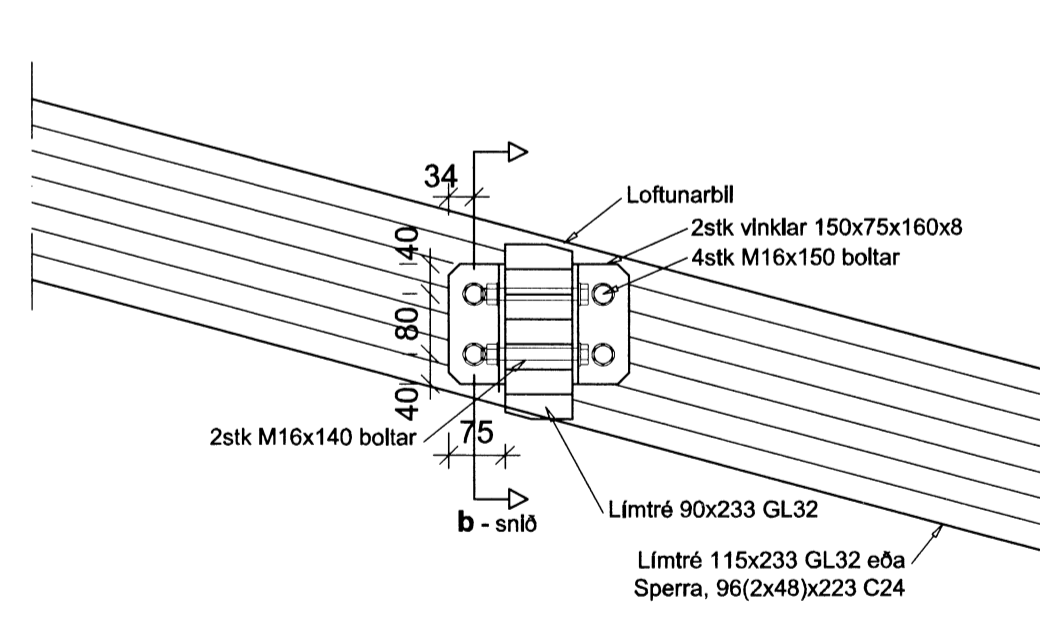 34
Loftunarbil
2stk vinklar 150x75x160x8
4stk M16x150 boltar
40
80
40
2stk M16x140 boltar
75
Límtré 90x233 GL32
b - snið
Límtré 115x233 GL32 eða
Sperra, 96(2x48)x223 C24